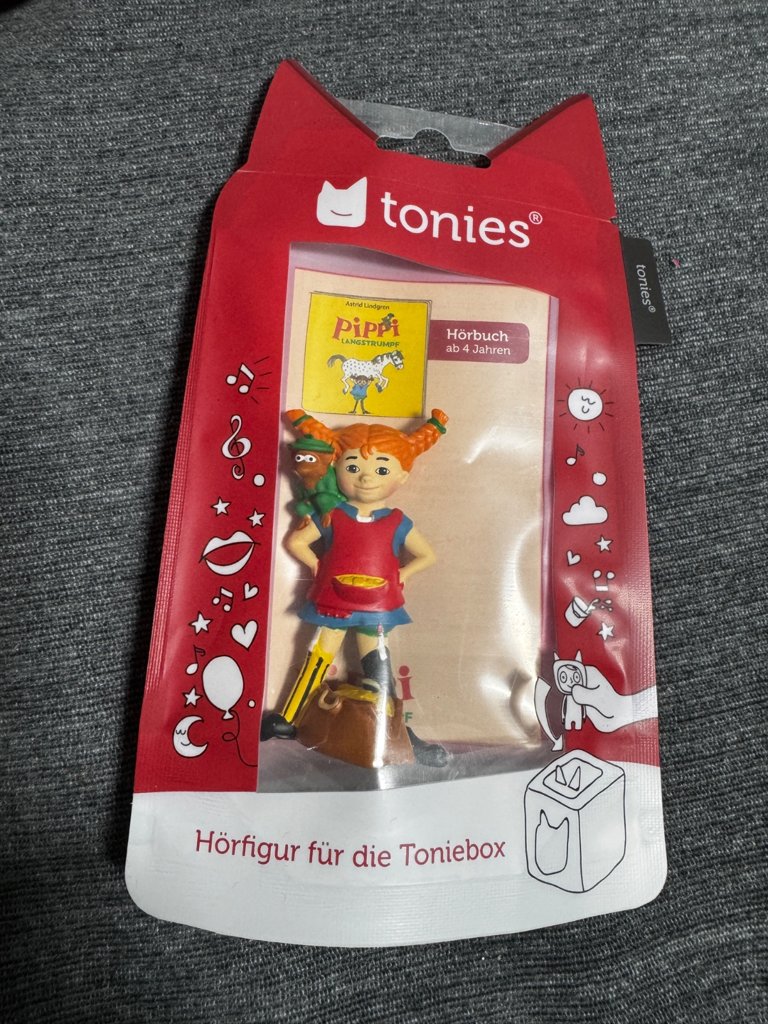 tonies®
tonies®
Astrid Lindgren
PiPPi
LANGSTRUMPF
Hörbuch
ab 4 Jahren
Hörfigur für die Toniebox